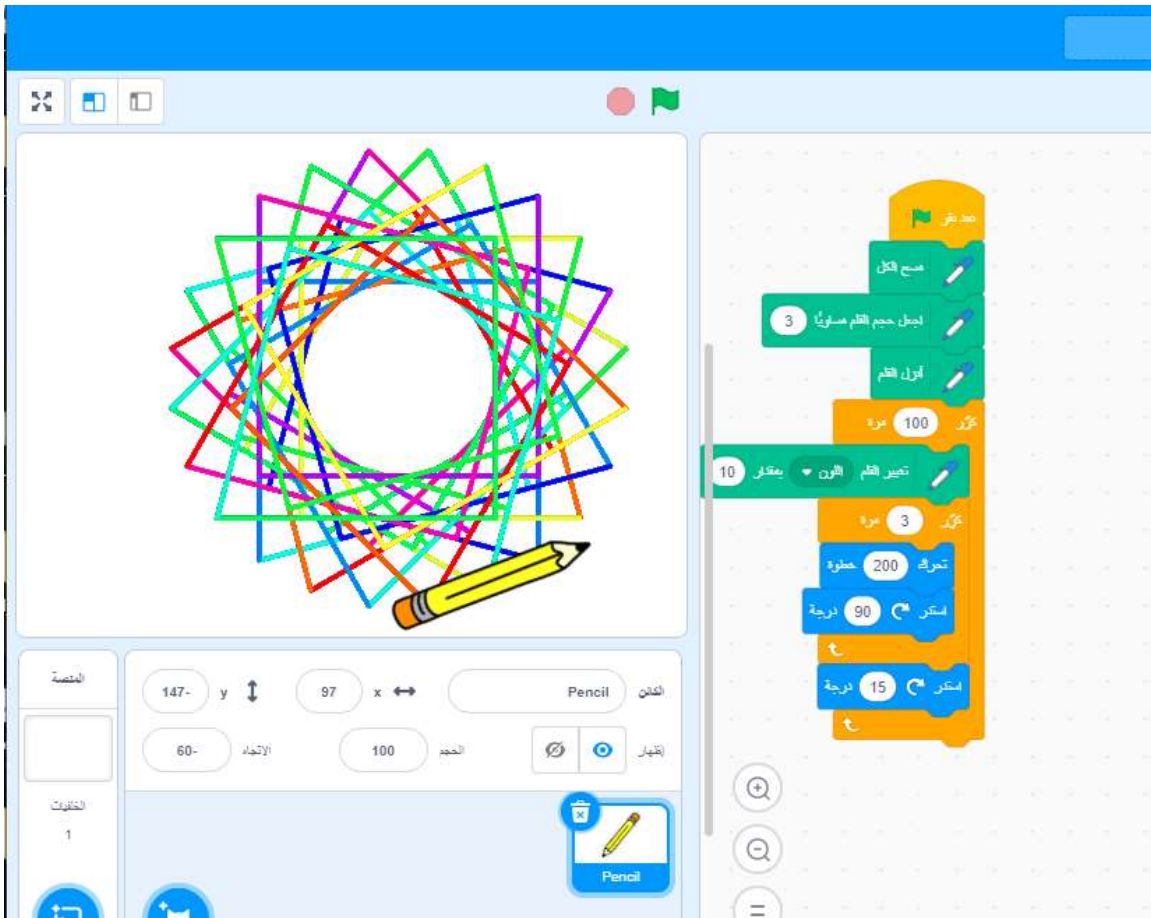 عند نقر
مسح الكل
اجعل حجم القلم مساويًا 3
أنزل القلم
كرّر 100 مرة
تغيير القلم اللون بمقدار 10
كرّر 3 مرة
تحرك 200 خطوة
استدر 90 درجة
استدر 15 درجة
الكائن Pencil x 97 y 147-
إظهار الحجم 100 الاتجاه 60-
Pencil
المنصة
الخلفيات
1